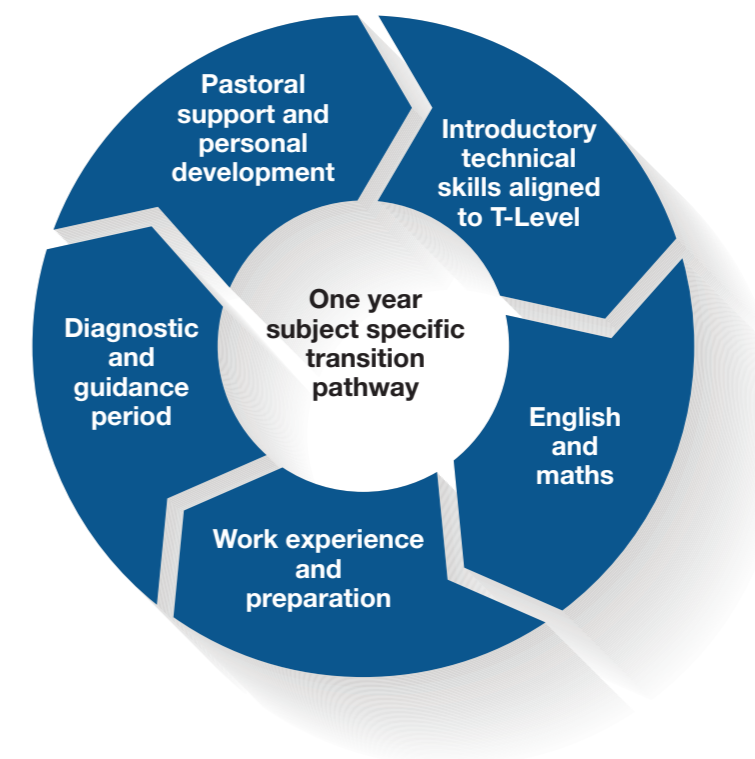 Pastoral
support and
personal
development
Introductory
technical
skills aligned
to T-Level
One year
subject specific
transition
pathway
Diagnostic
and
guidance
period
English
and
maths
Work experience
and
preparation